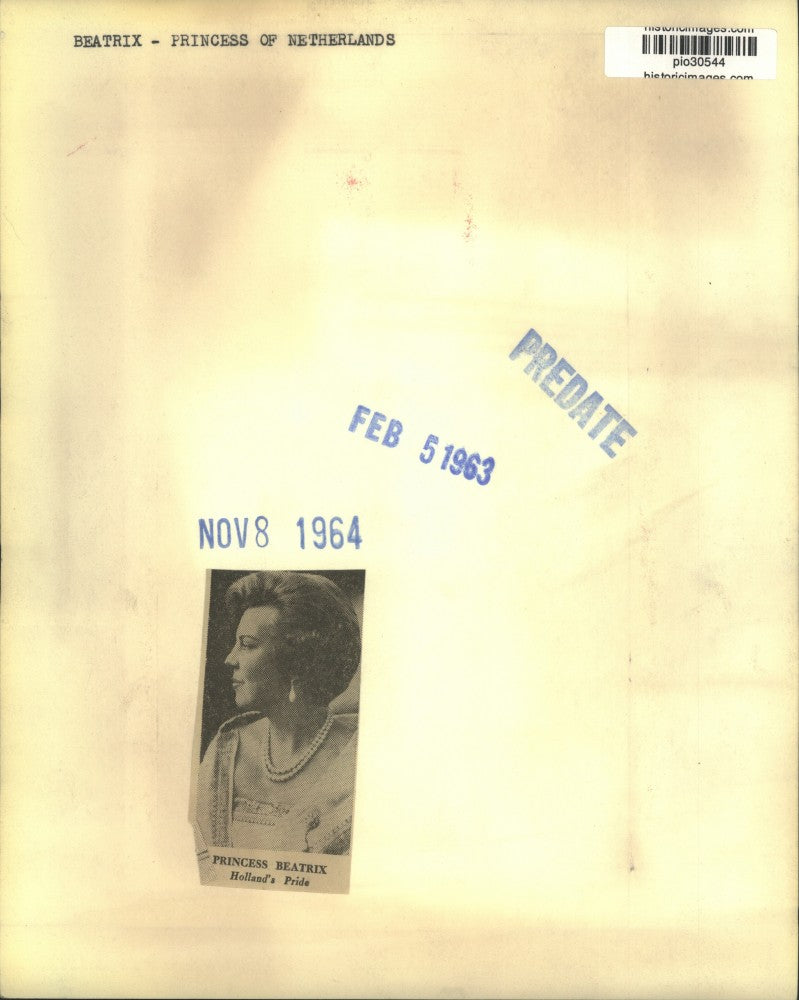 BEATRIX - PRINCESS OF NETHERLANDS
historicimages.com
pio30544
historicimages.com
PREDATE
FEB 5 1963
NOV 8 1964
PRINCESS BEATRIX
Holland's Pride